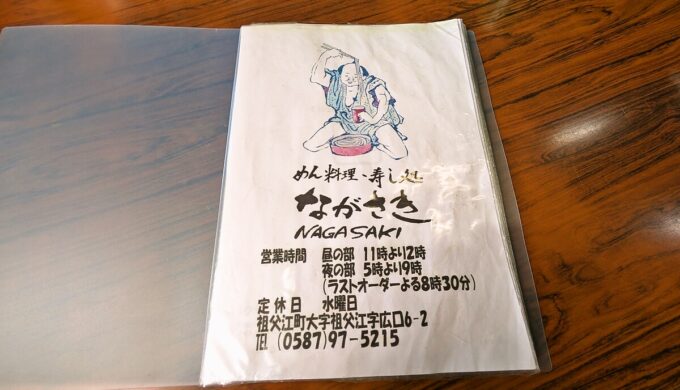 めん料理、寿し処
ながさき
NAGASAKI
営業時間 昼の部 11時より2時
夜の部 5時より9時
(ラストオーダーよる8時30分)
定休日 水曜日
祖父江町大字祖父江字広口6-2
TEL (0587)97-5215